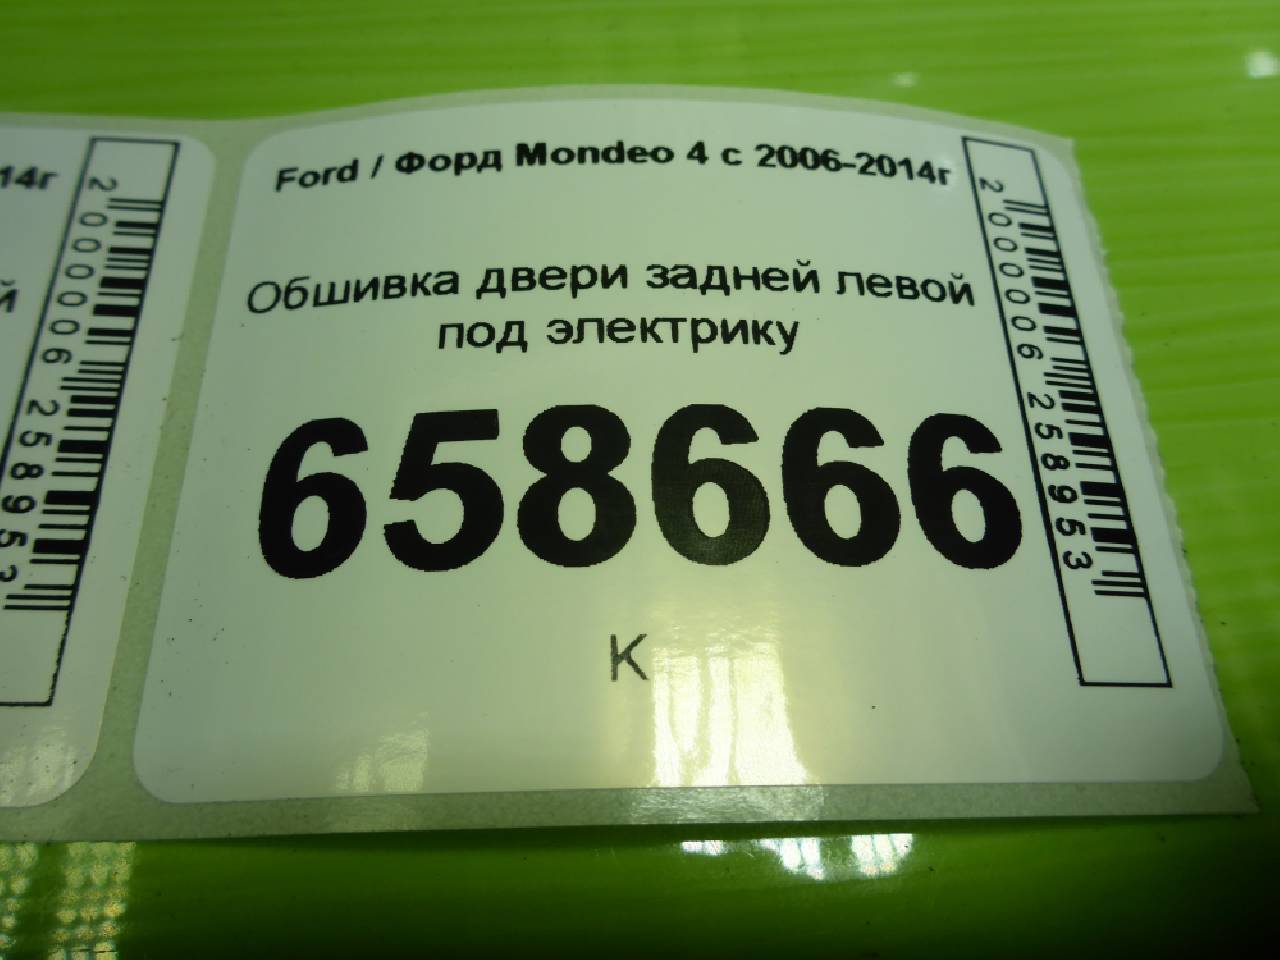 14г
й
2000006258953
Ford / Форд Mondeo 4 с 2006-2014г
Обшивка двери задней левой
под электрику
658666
К
2000006258953